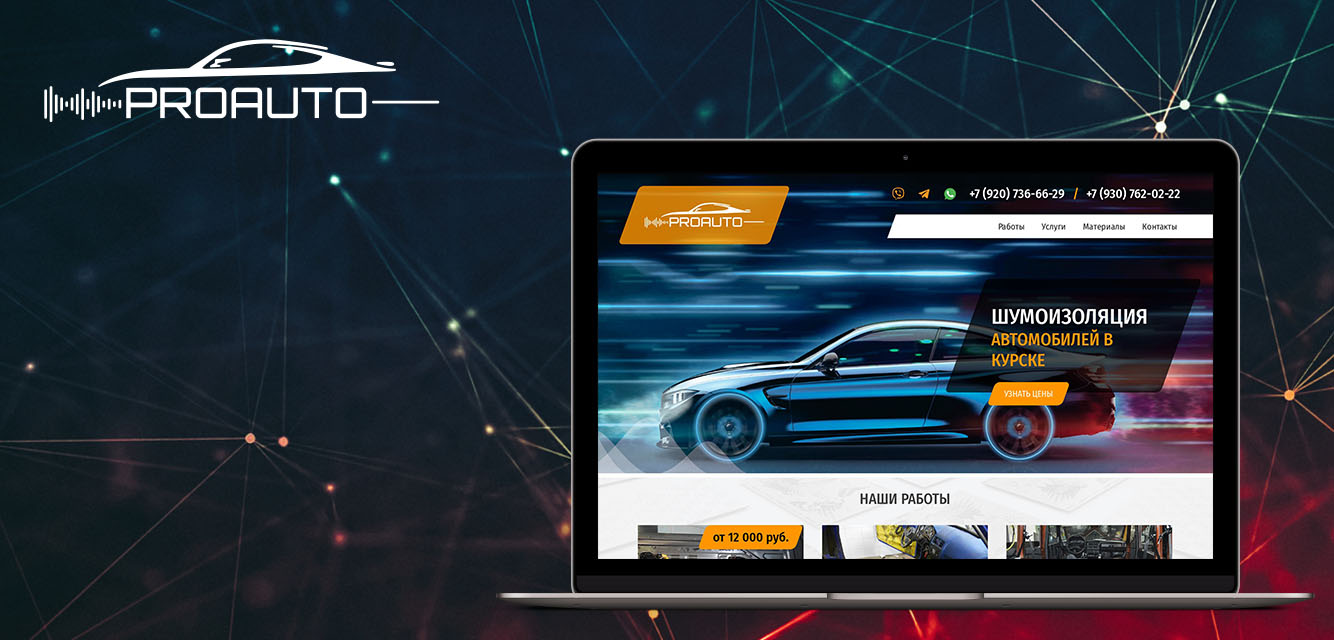 PROAUTO
PROAUTO
+7 (920) 736-66-29 / +7 (930) 762-02-22
Работы Услуги Материалы Контакты
ШУМОИЗОЛЯЦИЯ
АВТОМОБИЛЕЙ В
КУРСКЕ
УЗНАТЬ ЦЕНЫ
НАШИ РАБОТЫ
от 12 000 руб.